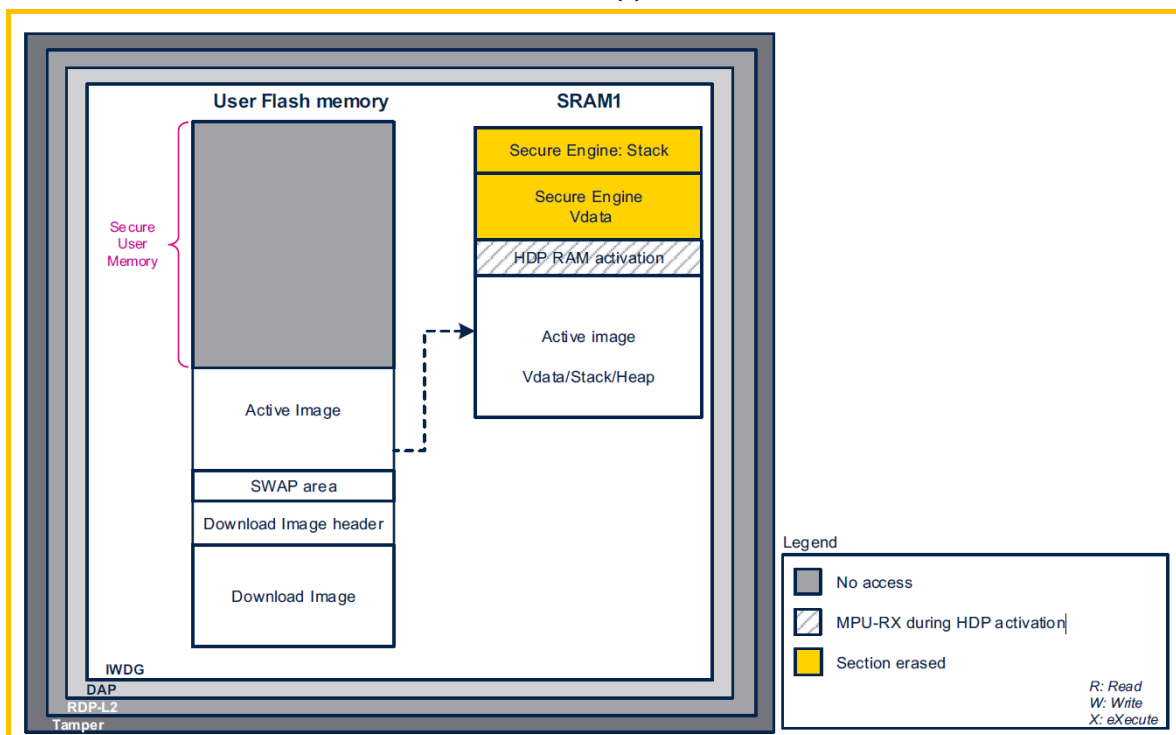 User Flash memory
SRAM1
Secure Engine: Stack
Secure Engine
Vdata
Secure
User
Memory
HDP RAM activation
Active image
Vdata/Stack/Heap
Active Image
SWAP area
Download Image header
Download Image
IWDG
DAP
RDP-L2
Tamper
Legend
No access
MPU-RX during HDP activation
Section erased
R: Read
W: Write
X: eXecute